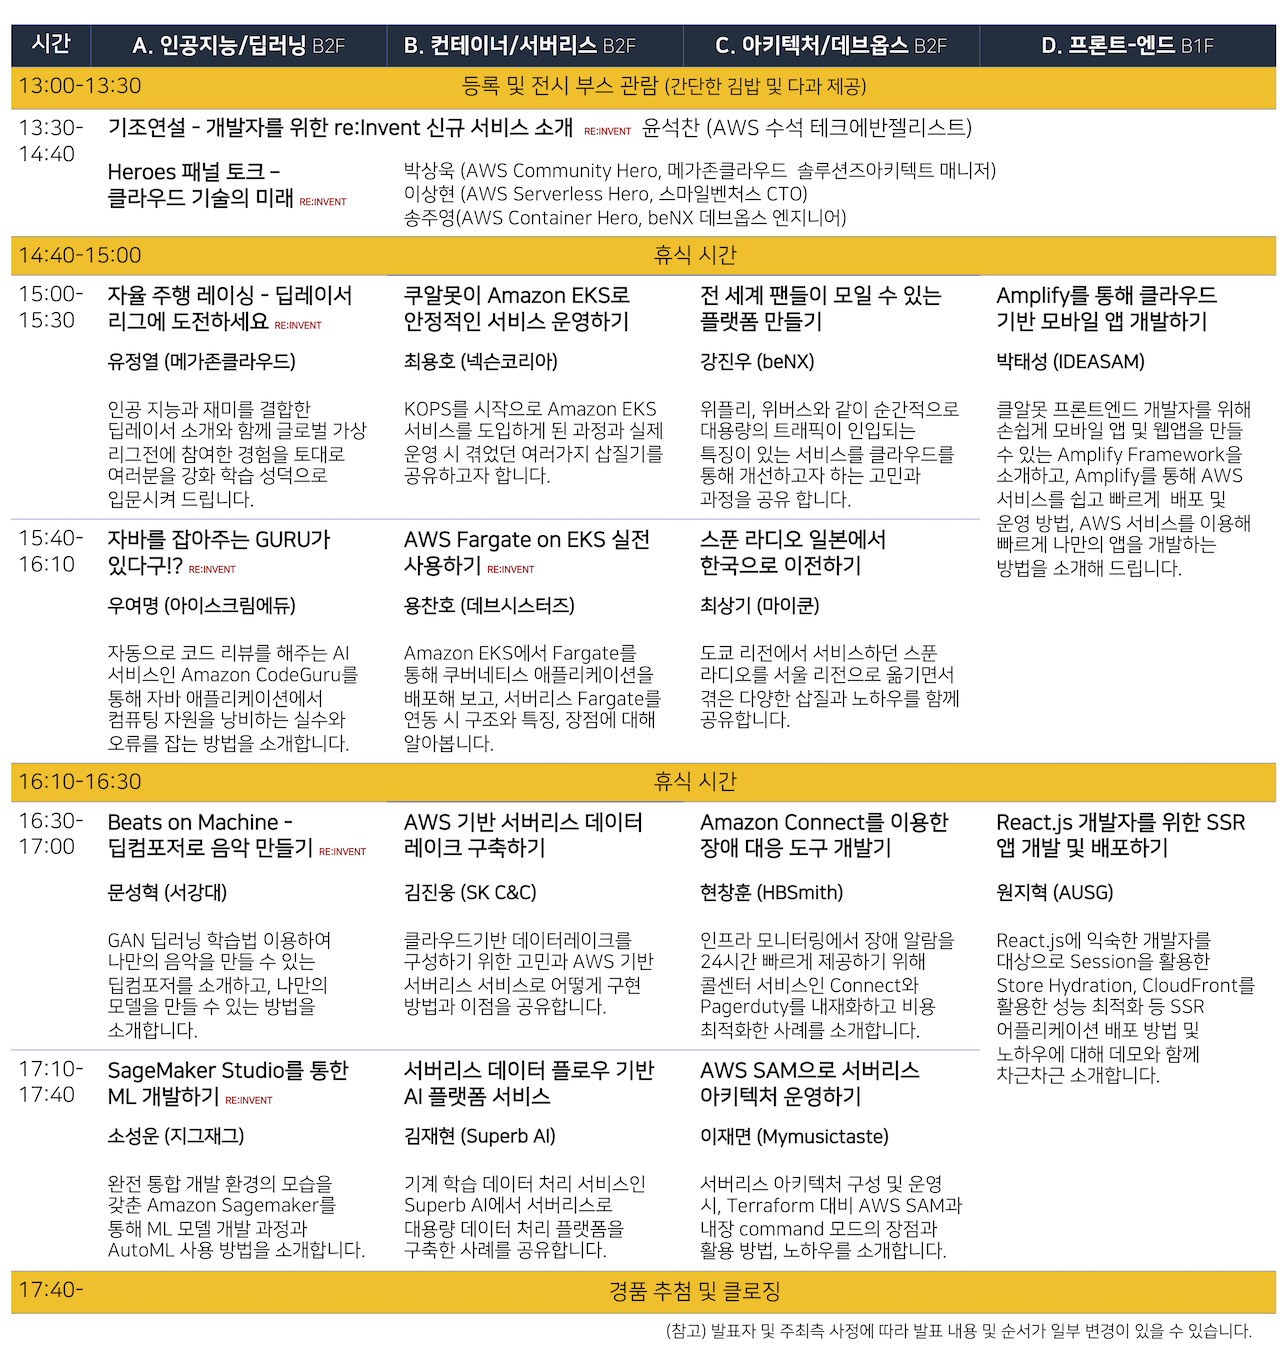 시간
A. 인공지능/딥러닝 B2F
B. 컨테이너/서버리스 B2F
C. 아키텍처/데브옵스 B2F
D. 프론트-엔드 B1F
13:00-13:30
등록 및 전시 부스 관람 (간단한 김밥 및 다과 제공)
13:30-
14:40
기조연설 - 개발자를 위한 re:Invent 신규 서비스 소개 RE:INVENT 윤석찬 (AWS 수석 테크에반젤리스트)
Heroes 패널 토크 –
클라우드 기술의 미래 RE:INVENT
박상욱 (AWS Community Hero, 메가존클라우드 솔루션즈아키텍트 매니저)
이상현 (AWS Serverless Hero, 스마일벤처스 CTO)
송주영(AWS Container Hero, beNX 데브옵스 엔지니어)
14:40-15:00
휴식 시간
15:00-
15:30
자율 주행 레이싱 - 딥레이서
리그에 도전하세요 RE:INVENT
유정열 (메가존클라우드)
인공 지능과 재미를 결합한
딥레이서 소개와 함께 글로벌 가상
리그전에 참여한 경험을 토대로
여러분을 강화 학습 성덕으로
입문시켜 드립니다.
쿠알못이 Amazon EKS로
안정적인 서비스 운영하기
최용호 (넥슨코리아)
KOPS를 시작으로 Amazon EKS
서비스를 도입하게 된 과정과 실제
운영 시 겪었던 여러가지 삽질기를
공유하고자 합니다.
전 세계 팬들이 모일 수 있는
플랫폼 만들기
강진우 (beNX)
위플리, 위버스와 같이 순간적으로
대용량의 트래픽이 인입되는
특징이 있는 서비스를 클라우드를
통해 개선하고자 하는 고민과
과정을 공유 합니다.
Amplify를 통해 클라우드
기반 모바일 앱 개발하기
박태성 (IDEASAM)
클알못 프론트엔드 개발자를 위해
손쉽게 모바일 앱 및 웹앱을 만들
수 있는 Amplify Framework을
소개하고, Amplify를 통해 AWS
서비스를 쉽고 빠르게 배포 및
운영 방법, AWS 서비스를 이용해
빠르게 나만의 앱을 개발하는
방법을 소개해 드립니다.
15:40-
16:10
자바를 잡아주는 GURU가
있다구!? RE:INVENT
우여명 (아이스크림에듀)
자동으로 코드 리뷰를 해주는 AI
서비스인 Amazon CodeGuru를
통해 자바 애플리케이션에서
컴퓨팅 자원을 낭비하는 실수와
오류를 잡는 방법을 소개합니다.
AWS Fargate on EKS 실전
사용하기 RE:INVENT
용찬호 (데브시스터즈)
Amazon EKS에서 Fargate를
통해 쿠버네티스 애플리케이션을
배포해 보고, 서버리스 Fargate를
연동 시 구조와 특징, 장점에 대해
알아봅니다.
스푼 라디오 일본에서
한국으로 이전하기
최상기 (마이쿤)
도쿄 리전에서 서비스하던 스푼
라디오를 서울 리전으로 옮기면서
겪은 다양한 삽질과 노하우를 함께
공유합니다.
16:10-16:30
휴식 시간
16:30-
17:00
Beats on Machine -
딥컴포저로 음악 만들기 RE:INVENT
문성혁 (서강대)
GAN 딥러닝 학습법 이용하여
나만의 음악을 만들 수 있는
딥컴포저를 소개하고, 나만의
모델을 만들 수 있는 방법을
소개합니다.
AWS 기반 서버리스 데이터
레이크 구축하기
김진웅 (SK C&C)
클라우드기반 데이터레이크를
구성하기 위한 고민과 AWS 기반
서버리스 서비스로 어떻게 구현
방법과 이점을 공유합니다.
Amazon Connect를 이용한
장애 대응 도구 개발기
현창훈 (HBSmith)
인프라 모니터링에서 장애 알람을
24시간 빠르게 제공하기 위해
콜센터 서비스인 Connect와
Pagerduty를 내재화하고 비용
최적화한 사례를 소개합니다.
React.js 개발자를 위한 SSR
앱 개발 및 배포하기
원지혁 (AUSG)
React.js에 익숙한 개발자를
대상으로 Session을 활용한
Store Hydration, CloudFront를
활용한 성능 최적화 등 SSR
어플리케이션 배포 방법 및
노하우에 대해 데모와 함께
차근차근 소개합니다.
17:10-
17:40
SageMaker Studio를 통한
ML 개발하기 RE:INVENT
소성운 (지그재그)
완전 통합 개발 환경의 모습을
갖춘 Amazon Sagemaker를
통해 ML 모델 개발 과정과
AutoML 사용 방법을 소개합니다.
서버리스 데이터 플로우 기반
AI 플랫폼 서비스
김재현 (Superb AI)
기계 학습 데이터 처리 서비스인
Superb AI에서 서버리스로
대용량 데이터 처리 플랫폼을
구축한 사례를 공유합니다.
AWS SAM으로 서버리스
아키텍처 운영하기
이재면 (Mymusictaste)
서버리스 아키텍처 구성 및 운영
시, Terraform 대비 AWS SAM과
내장 command 모드의 장점과
활용 방법, 노하우를 소개합니다.
17:40-
경품 추첨 및 클로징
(참고) 발표자 및 주최측 사정에 따라 발표 내용 및 순서가 일부 변경이 있을 수 있습니다.